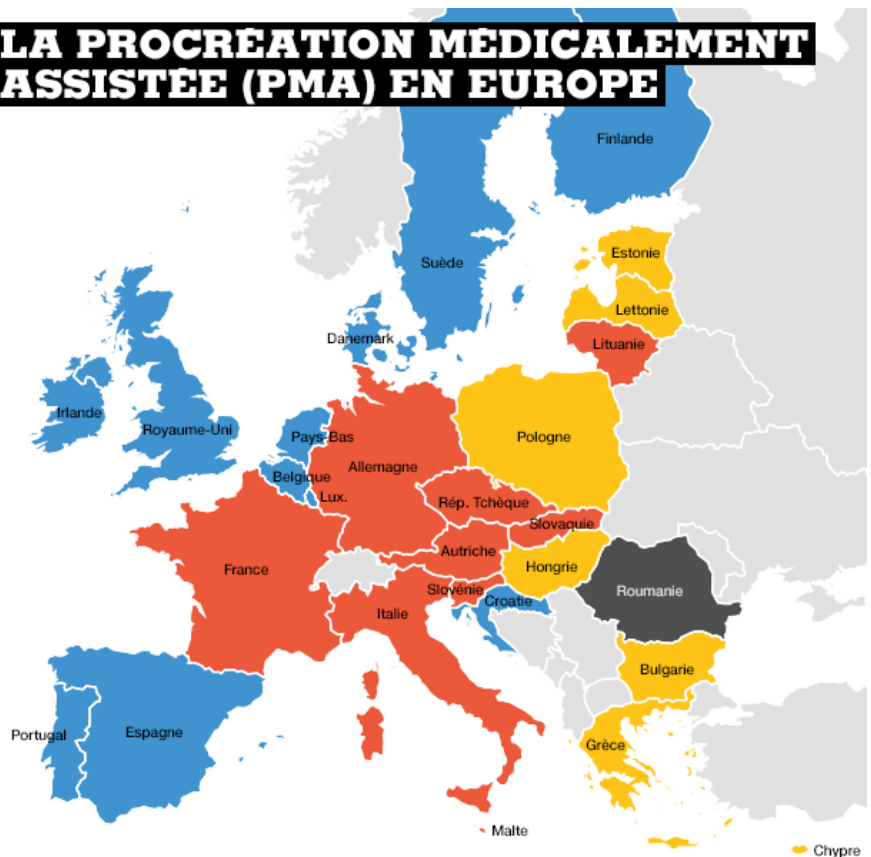 LA PROCRÉATION MÉDICALEMENT
ASSISTÉE (PMA) EN EUROPE
Finlande
Estonie
Suède
Lettonie
Danemark
Lituanie
Irlande
Royaume-Uni
Pays-Bas
Pologne
Allemagne
Belgique
Lux.
Rép. Tchèque
Slovaquie
Autriche
France
Hongrie
Slovénie
Roumanie
Croatie
Italie
Bulgarie
Portugal
Espagne
Grèce
Malte
Chypre